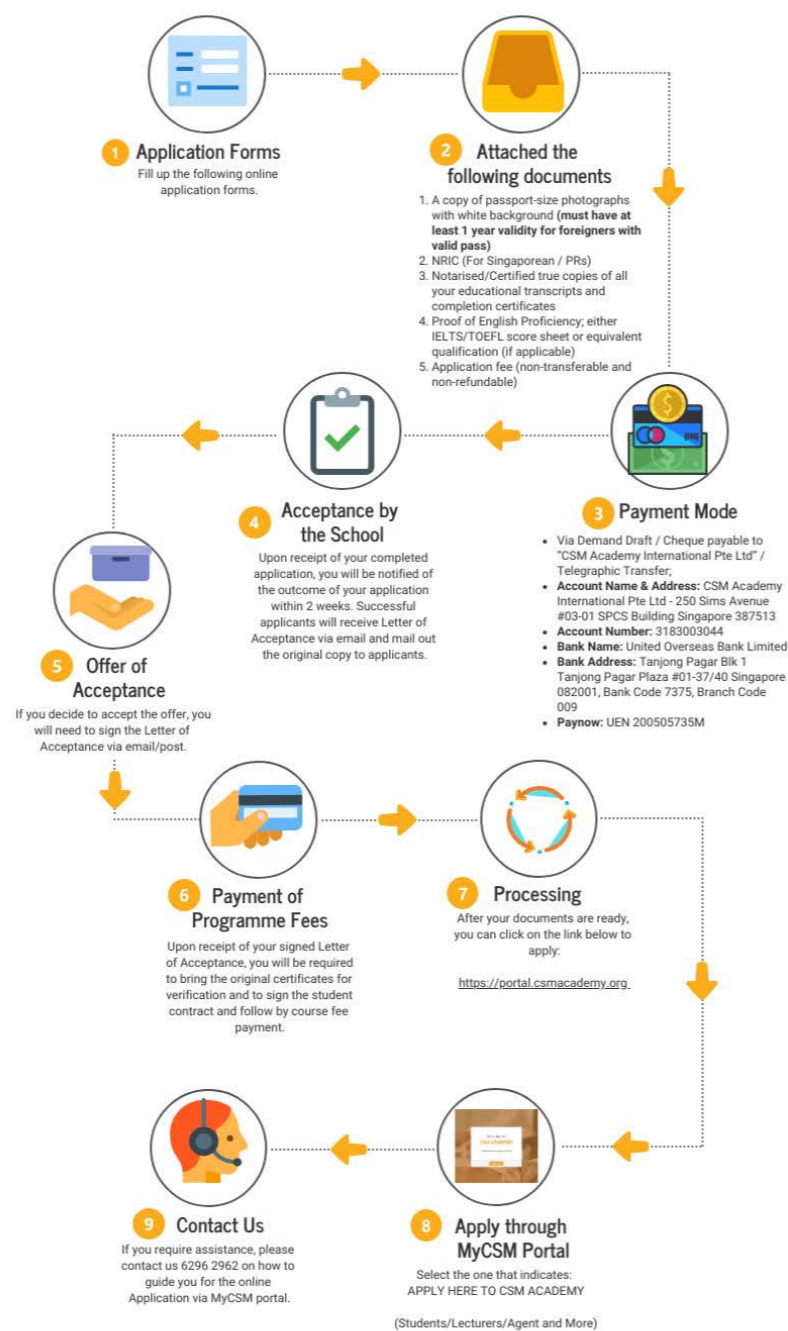 1
Application Forms
Fill up the following online
application forms.
2
Attached the
following documents
1. A copy of passport-size photographs
with white background (must have at
least 1 year validity for foreigners with
valid pass)
2. NRIC (For Singaporean / PRs)
3. Notarised/Certified true copies of all
your educational transcripts and
completion certificates
4. Proof of English Proficiency; either
IELTS/TOEFL score sheet or equivalent
qualification (if applicable)
5. Application fee (non-transferable and
non-refundable)
3
Payment Mode
• Via Demand Draft / Cheque payable to
"CSM Academy International Pte Ltd" /
Telegraphic Transfer;
• Account Name & Address: CSM Academy
International Pte Ltd - 250 Sims Avenue
#03-01 SPCS Building Singapore 387513
• Account Number: 3183003044
• Bank Name: United Overseas Bank Limited
• Bank Address: Tanjong Pagar Blk 1
Tanjong Pagar Plaza #01-37/40 Singapore
082001, Bank Code 7375, Branch Code
009
• Paynow: UEN 200505735M
4
Acceptance by
the School
Upon receipt of your completed
application, you will be notified of
the outcome of your application
within 2 weeks. Successful
applicants will receive Letter of
Acceptance via email and mail out
the original copy to applicants.
5
Offer of
Acceptance
If you decide to accept the offer, you
will need to sign the Letter of
Acceptance via email/post.
6
Payment of
Programme Fees
Upon receipt of your signed Letter
of Acceptance, you will be required
to bring the original certificates for
verification and to sign the student
contract and follow by course fee
payment.
7
Processing
After your documents are ready,
you can click on the link below to
apply:
https://portal.csmacademy.org
8
Apply through
MyCSM Portal
Select the one that indicates:
APPLY HERE TO CSM ACADEMY
(Students/Lecturers/Agent and More)
9
Contact Us
If you require assistance, please
contact us 6296 2962 on how to
guide you for the online
Application via MyCSM portal.